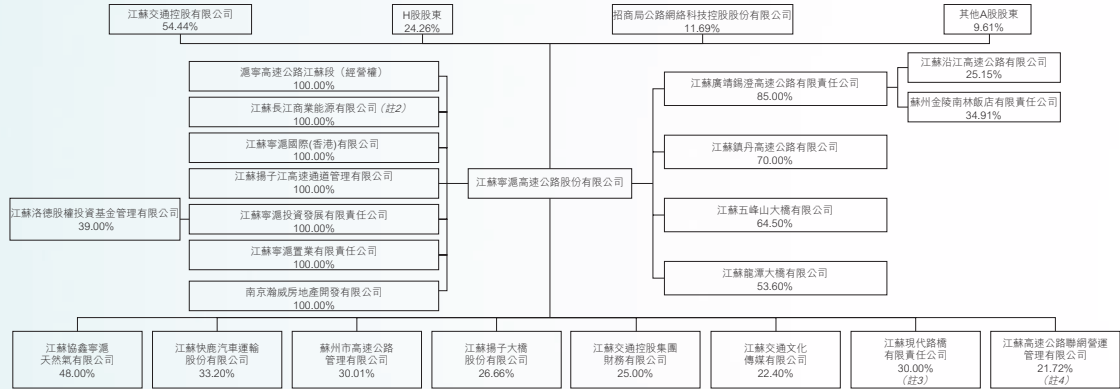 江蘇交通控股有限公司
54.44%
H股股東
24.26%
招商局公路網絡科技控股股份有限公司
11.69%
其他A股股東
9.61%
滬寧高速公路江蘇段（經營權）
100.00%
江蘇長江商業能源有限公司(註2)
100.00%
江蘇寧滬國際(香港)有限公司
100.00%
江蘇揚子江高速通道管理有限公司
100.00%
江蘇寧滬投資發展有限責任公司
100.00%
江蘇寧滬置業有限責任公司
100.00%
南京瀚威房地產開發有限公司
100.00%
江蘇洛德股權投資基金管理有限公司
39.00%
江蘇寧滬高速公路股份有限公司
江蘇廣靖錫澄高速公路有限責任公司
85.00%
江蘇沿江高速公路有限公司
25.15%
蘇州金陵南林飯店有限責任公司
34.91%
江蘇鎮丹高速公路有限公司
70.00%
江蘇五峰山大橋有限公司
64.50%
江蘇龍潭大橋有限公司
53.60%
江蘇協鑫寧滬
天然氣有限公司
48.00%
江蘇快鹿汽車運輸
股份有限公司
33.20%
蘇州市高速公路
管理有限公司
30.01%
江蘇揚子大橋
股份有限公司
26.66%
江蘇交通控股集團
財務有限公司
25.00%
江蘇交通文化
傳媒有限公司
22.40%
江蘇現代路橋
有限責任公司
30.00%
(註3)
江蘇高速公路聯網營運
管理有限公司
21.72%
(註4)